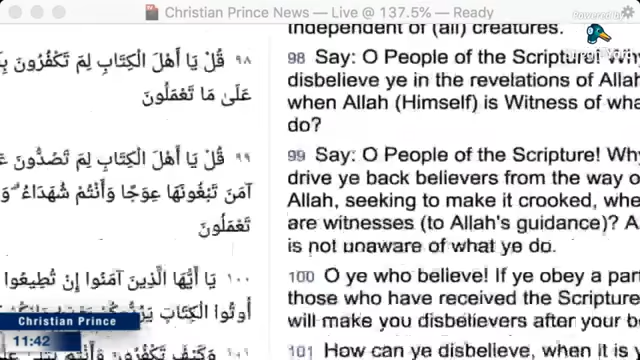 Christian Prince News — Live @ 137.5% — Ready
Powered by
independent of (all) creatures.
٩٨ قُلْ يَا أَهْلَ الْكِتَابِ لِمَ تَكْفُرُونَ
عَلَىٰ مَا تَعْمَلُونَ
98 Say: O People of the Scripture! Why
disbelieve ye in the revelations of Allah
when Allah (Himself) is Witness of wha
do?
٩٩ قُلْ يَا أَهْلَ الْكِتَابِ لِمَ تَصُدُّونَ
آمَنَ تَبْغُونَهَا عِوَجًا وَأَنْتُمْ شُهَدَاءُ ۗ
تَعْمَلُونَ
99 Say: O People of the Scripture! Why
drive ye back believers from the way o
Allah, seeking to make it crooked, whe
are witnesses (to Allah's guidance)? A
is not unaware of what ye do.
١٠٠ يَا أَيُّهَا الَّذِينَ آمَنُوا إِنْ تُطِيعُوا
أُوتُوا الْكِتَابَ
100 O ye who believe! If ye obey a part
those who have received the Scripture
will make you disbelievers after your be
وَكَيْفَ تَكْفُرُونَ وَأَنْتُمْ
101 How can ye disbelieve, when it is y
Christian Prince
11:42